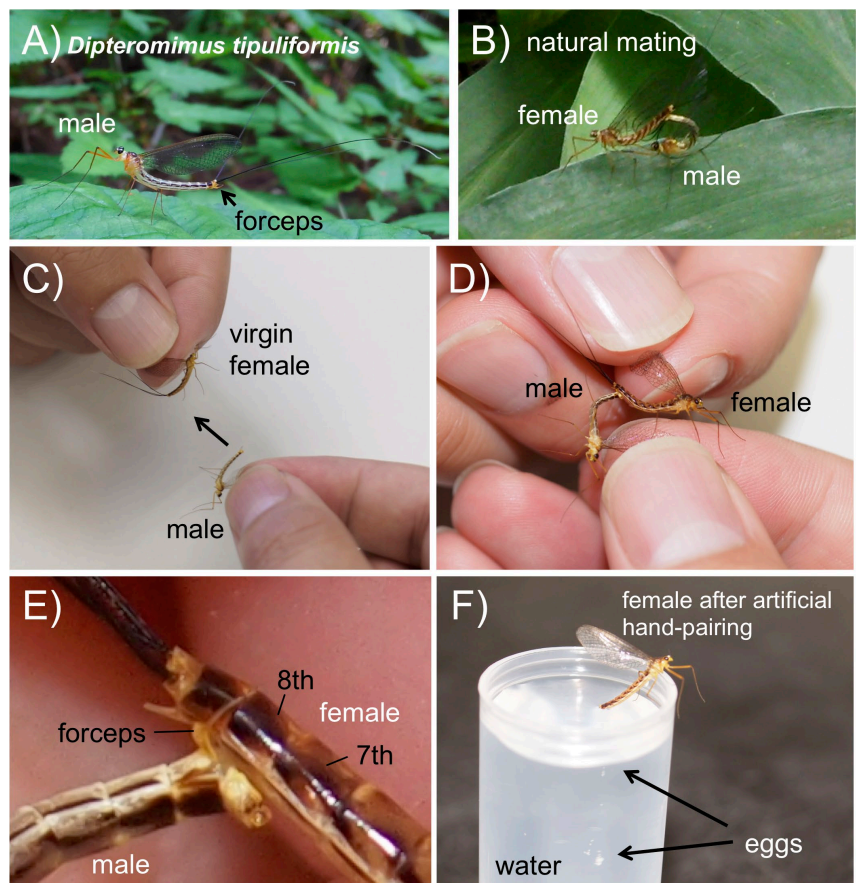 A) Dipteromimus tipuliformis
male
forceps
B) natural mating
female
male
C)
virgin
female
male
D)
male
female
E)
8th
female
forceps
7th
male
F)
female after artificial
hand-pairing
eggs
water